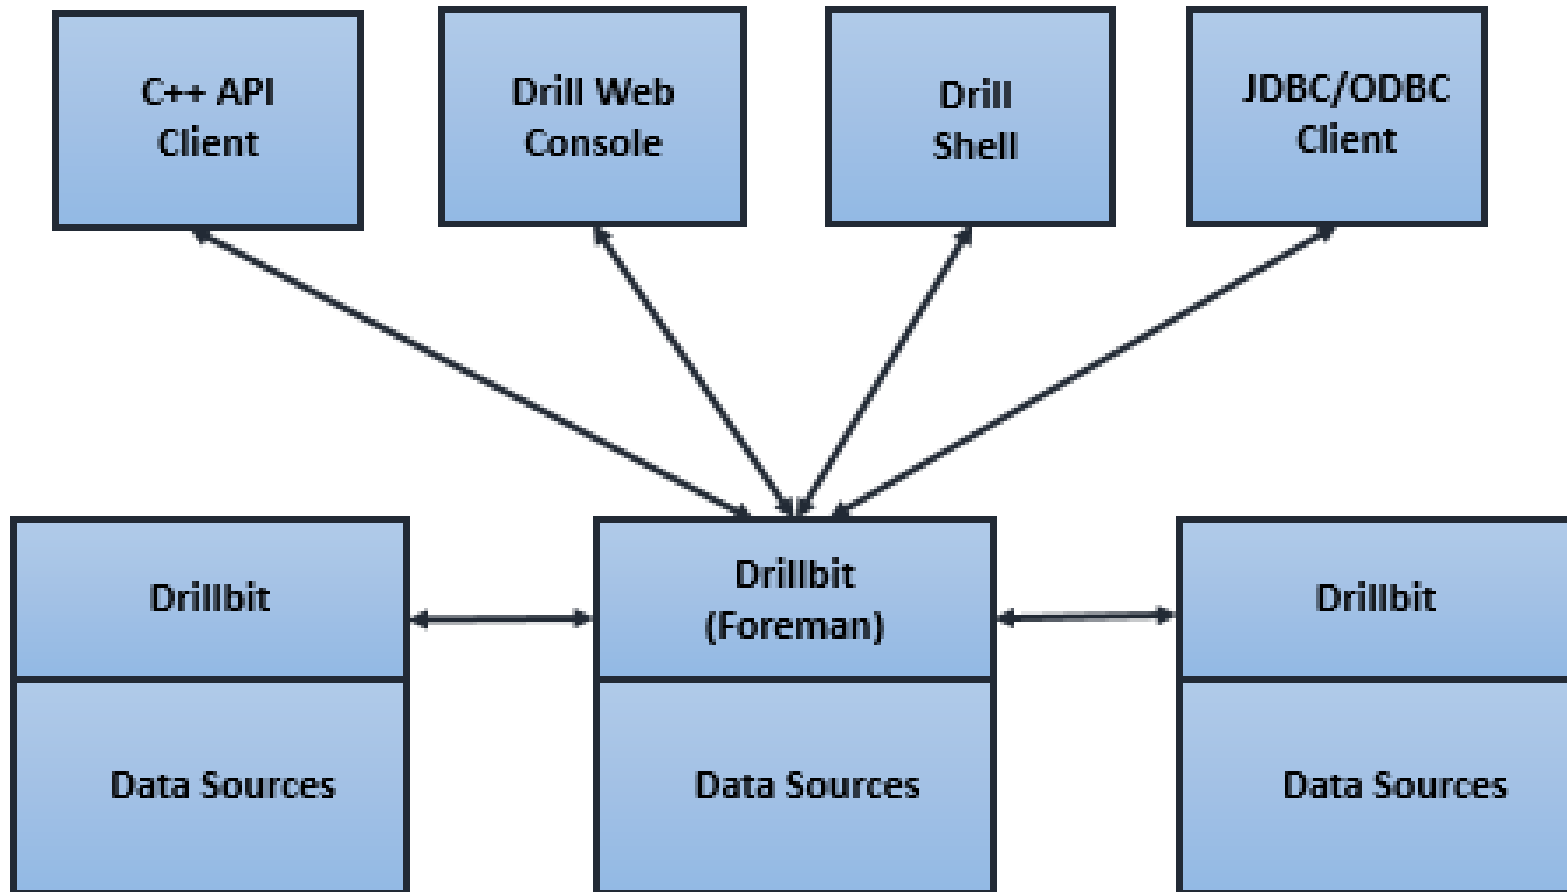 C++ API
Client
Drill Web
Console
Drill
Shell
JDBC/ODBC
Client
Drillbit
Drillbit
(Foreman)
Drillbit
Data Sources
Data Sources
Data Sources